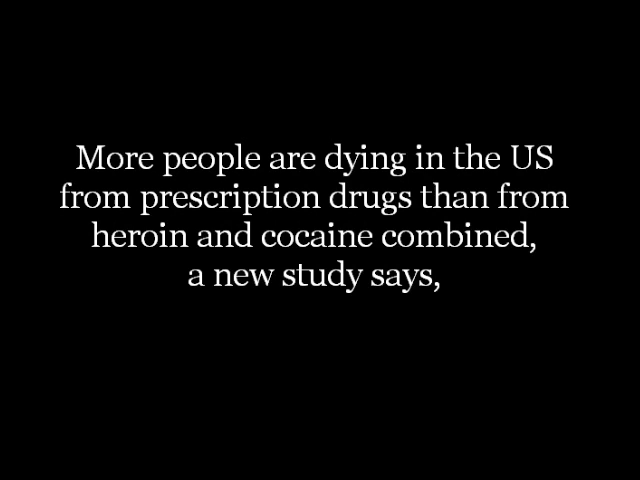 More people are dying in the US
from prescription drugs than from
heroin and cocaine combined,
a new study says,